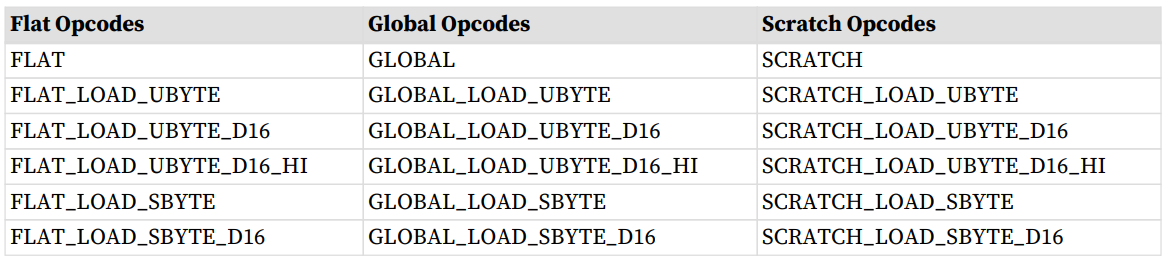 Flat Opcodes Global Opcodes Scratch Opcodes
FLAT GLOBAL SCRATCH
FLAT_LOAD_UBYTE GLOBAL_LOAD_UBYTE SCRATCH_LOAD_UBYTE
FLAT_LOAD_UBYTE_D16 GLOBAL_LOAD_UBYTE_D16 SCRATCH_LOAD_UBYTE_D16
FLAT_LOAD_UBYTE_D16_HI GLOBAL_LOAD_UBYTE_D16_HI SCRATCH_LOAD_UBYTE_D16_HI
FLAT_LOAD_SBYTE GLOBAL_LOAD_SBYTE SCRATCH_LOAD_SBYTE
FLAT_LOAD_SBYTE_D16 GLOBAL_LOAD_SBYTE_D16 SCRATCH_LOAD_SBYTE_D16